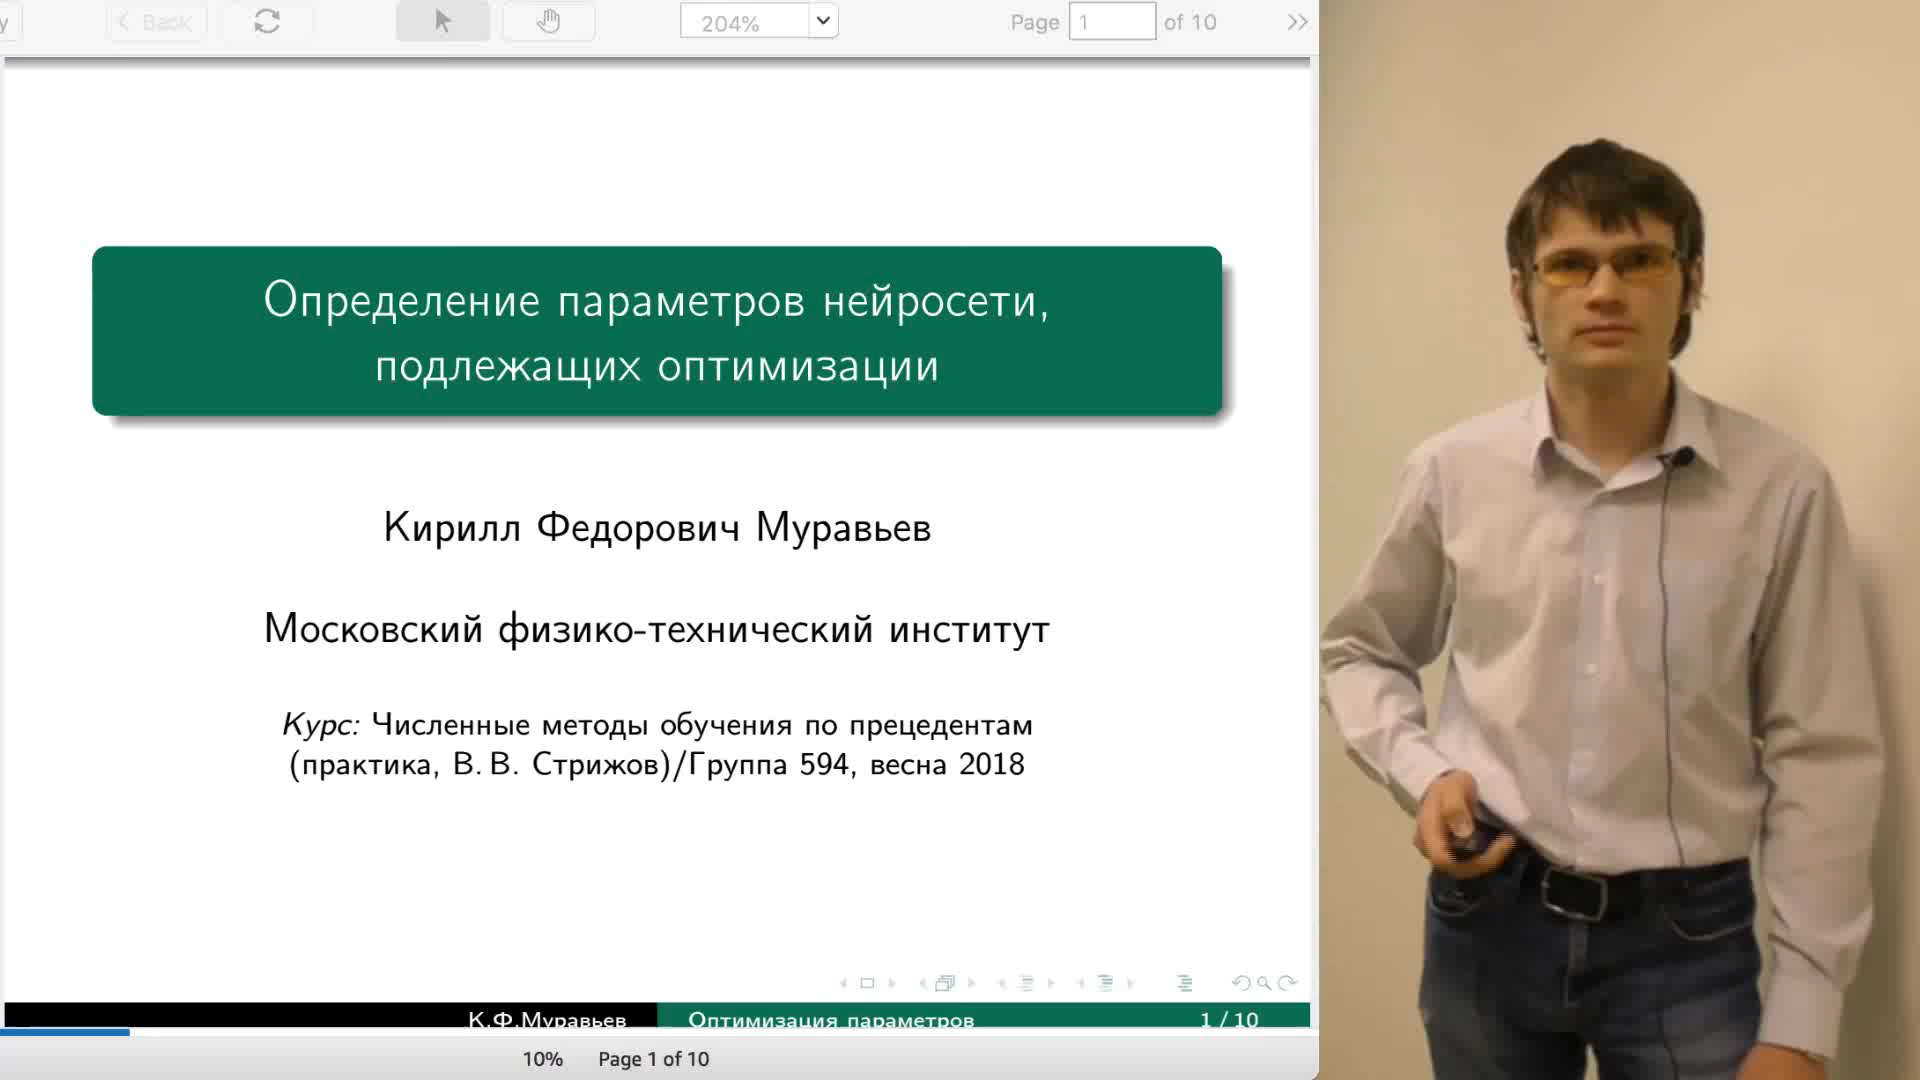 y
Back
204%
Page 1 of 10
Определение параметров нейросети,
подлежащих оптимизации
Кирилл Федорович Муравьев
Московский физико-технический институт
Курс: Численные методы обучения по прецедентам
(практика, В. В. Стрижов)/Группа 594, весна 2018
К.Ф.Муравьев
Оптимизация параметров
1 / 10
10%
Page 1 of 10